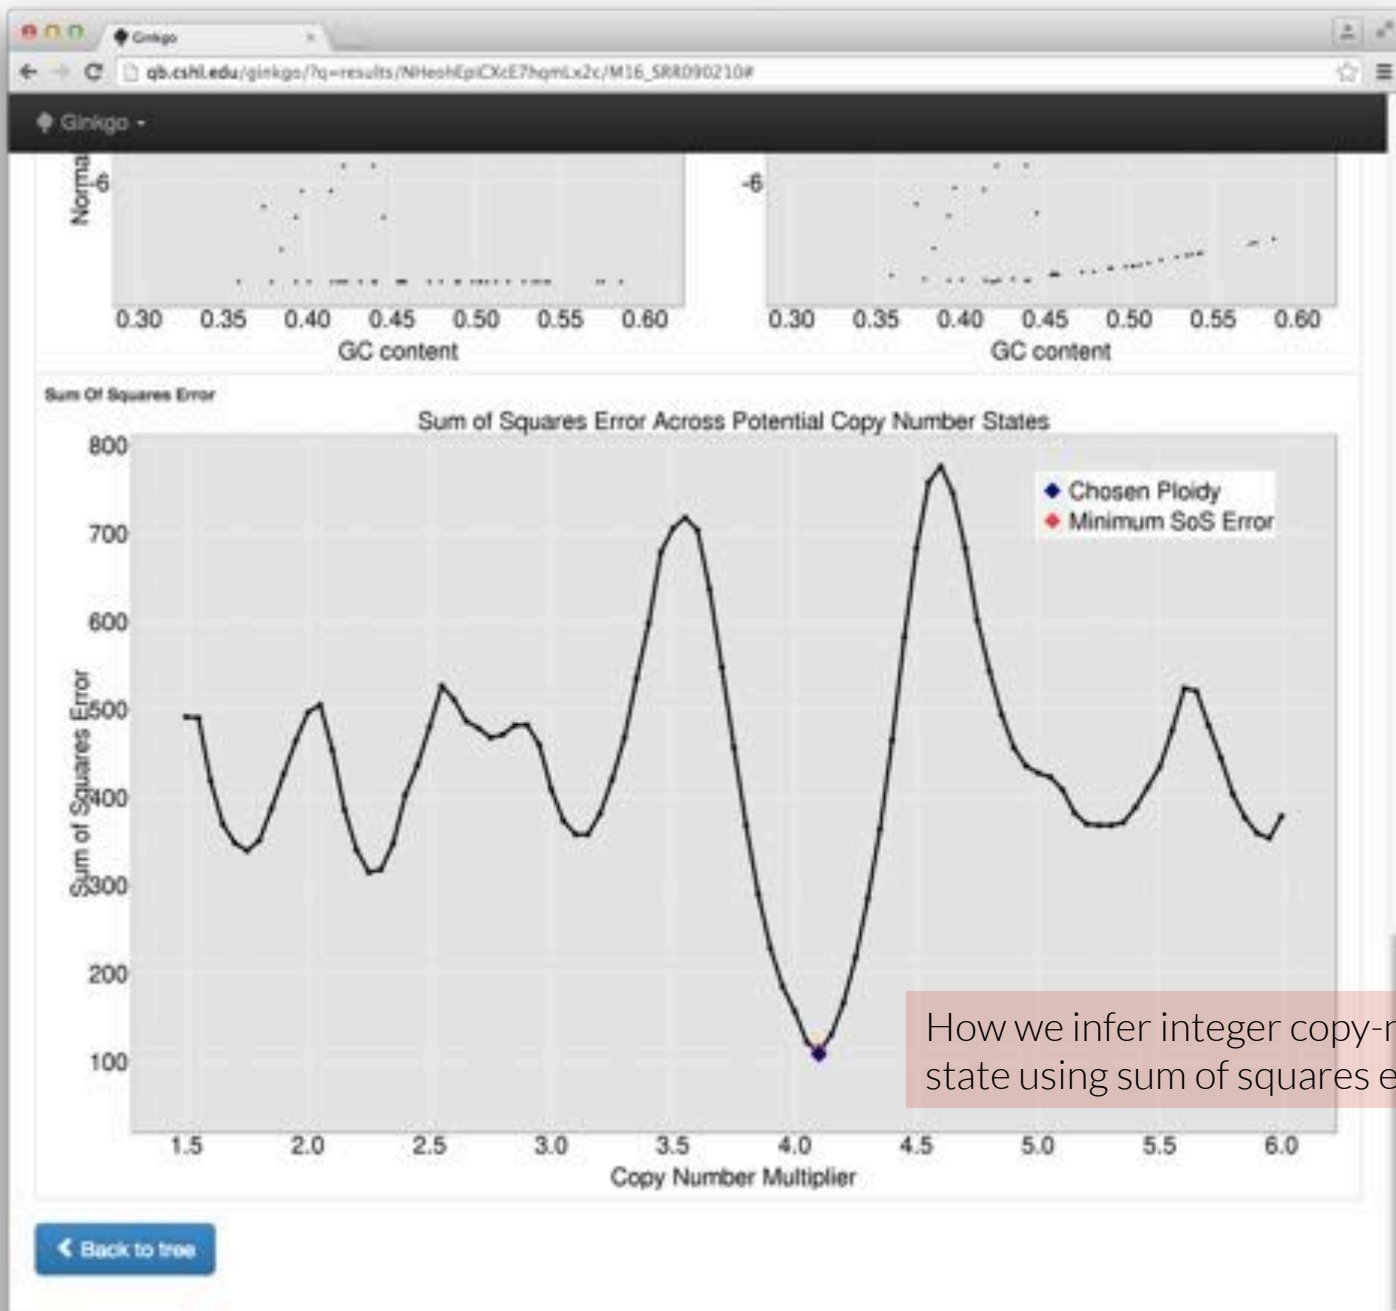 Ginkgo
qb.cshl.edu/ginkgo/?q=results/NHeohEpiCXcE7hqmLx2c/M16_SRR090210#
Ginkgo
Norma
-6
-6
0.30 0.35 0.40 0.45 0.50 0.55 0.60
0.30 0.35 0.40 0.45 0.50 0.55 0.60
GC content
GC content
Sum Of Squares Error
Sum of Squares Error Across Potential Copy Number States
800
700
600
500
400
300
200
100
Sum of Squares Error
Chosen Ploidy
Minimum SoS Error
How we infer integer copy-
state using sum of squares
1.5 2.0 2.5 3.0 3.5 4.0 4.5 5.0 5.5 6.0
Copy Number Multiplier
Back to tree